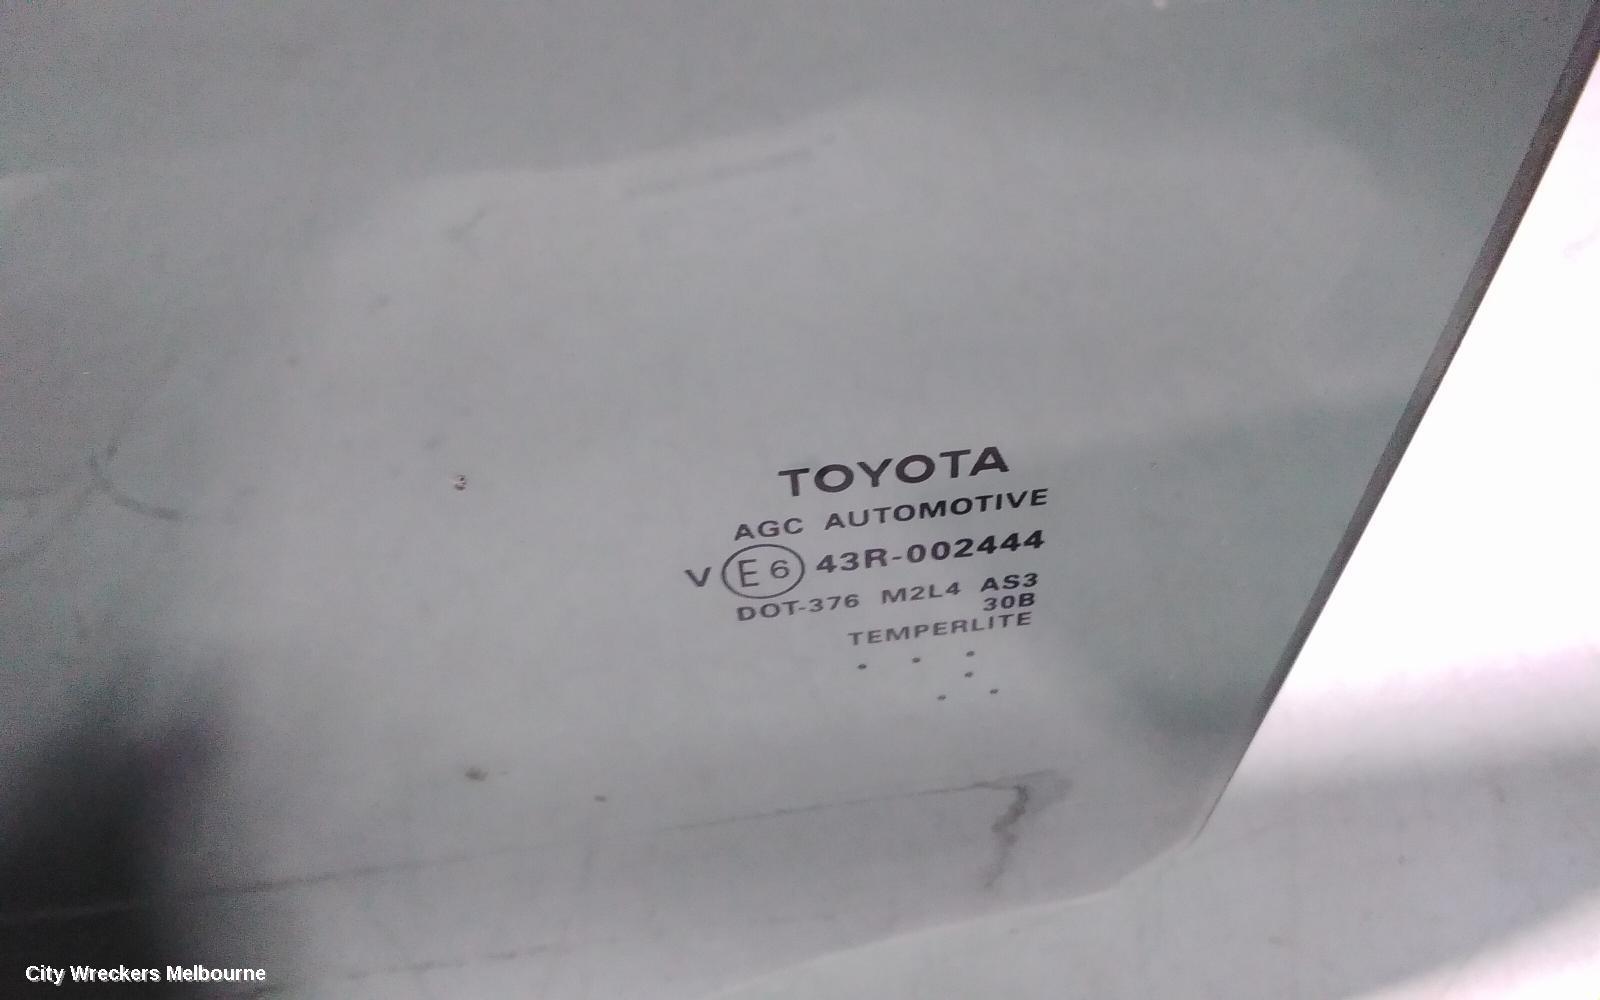 TOYOTA
AGC AUTOMOTIVE
V E6 43R-002444
DOT-376 M2L4 AS3
30B
TEMPERLITE
City Wreckers Melbourne